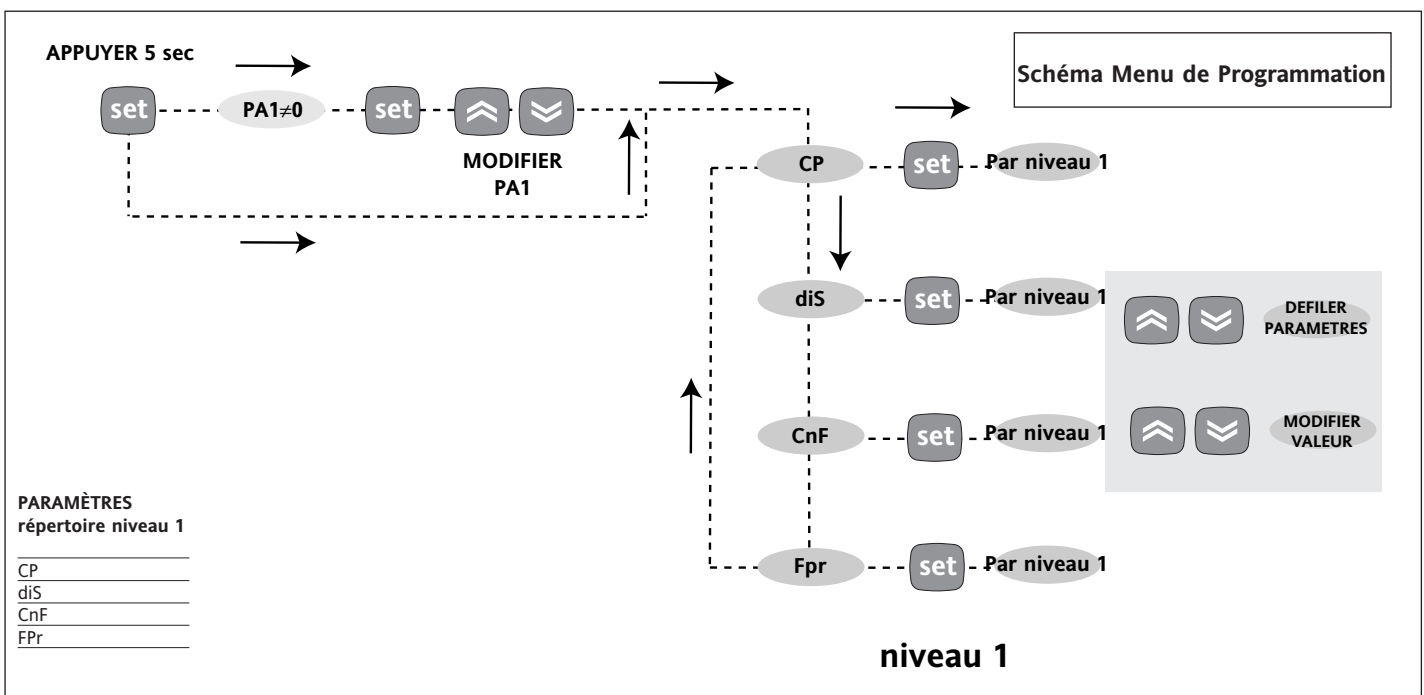 APPUYER 5 sec
Schéma Menu de Programmation
set
PA1≠0
set
MODIFIER
PA1
CP
set
Par niveau 1
diS
set
Par niveau 1
DEFILER
PARAMETRES
CnF
set
Par niveau 1
MODIFIER
VALEUR
Fpr
set
Par niveau 1
PARAMÈTRES
répertoire niveau 1
CP
diS
CnF
FPr
niveau 1